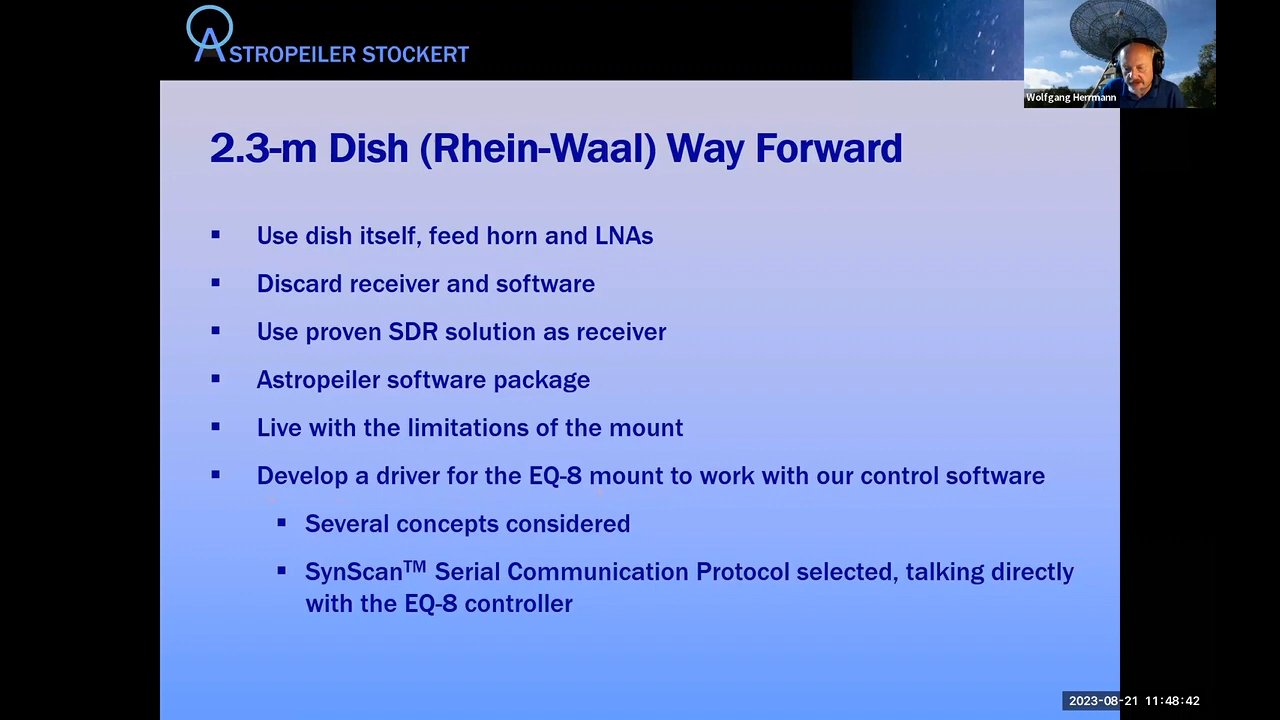 ASTROPEILER STOCKERT
Wolfgang Herrmann
2.3-m Dish (Rhein-Waal) Way Forward
▪ Use dish itself, feed horn and LNAs
▪ Discard receiver and software
▪ Use proven SDR solution as receiver
▪ Astropeiler software package
▪ Live with the limitations of the mount
▪ Develop a driver for the EQ-8 mount to work with our control software
▪ Several concepts considered
▪ SynScan™ Serial Communication Protocol selected, talking directly
with the EQ-8 controller
2023-08-21 11:48:42